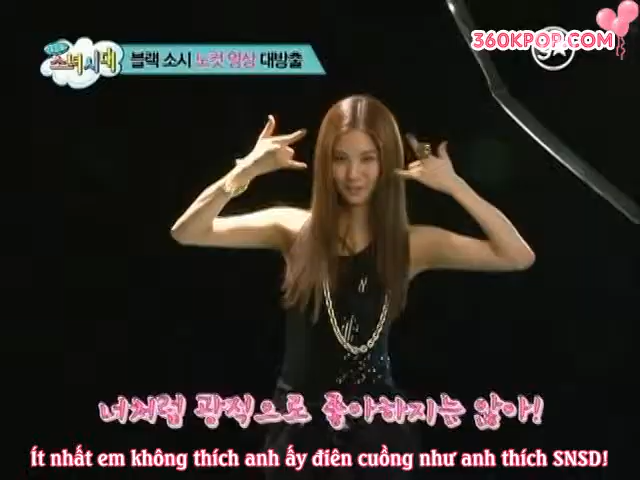 360KPOP.COM
소녀시대
블랙 소시 노컷 영상 대방출
너처럼 광적으로 좋아하지는 않아!
Ít nhất em không thích anh ấy điên cuồng như anh thích SNSD!